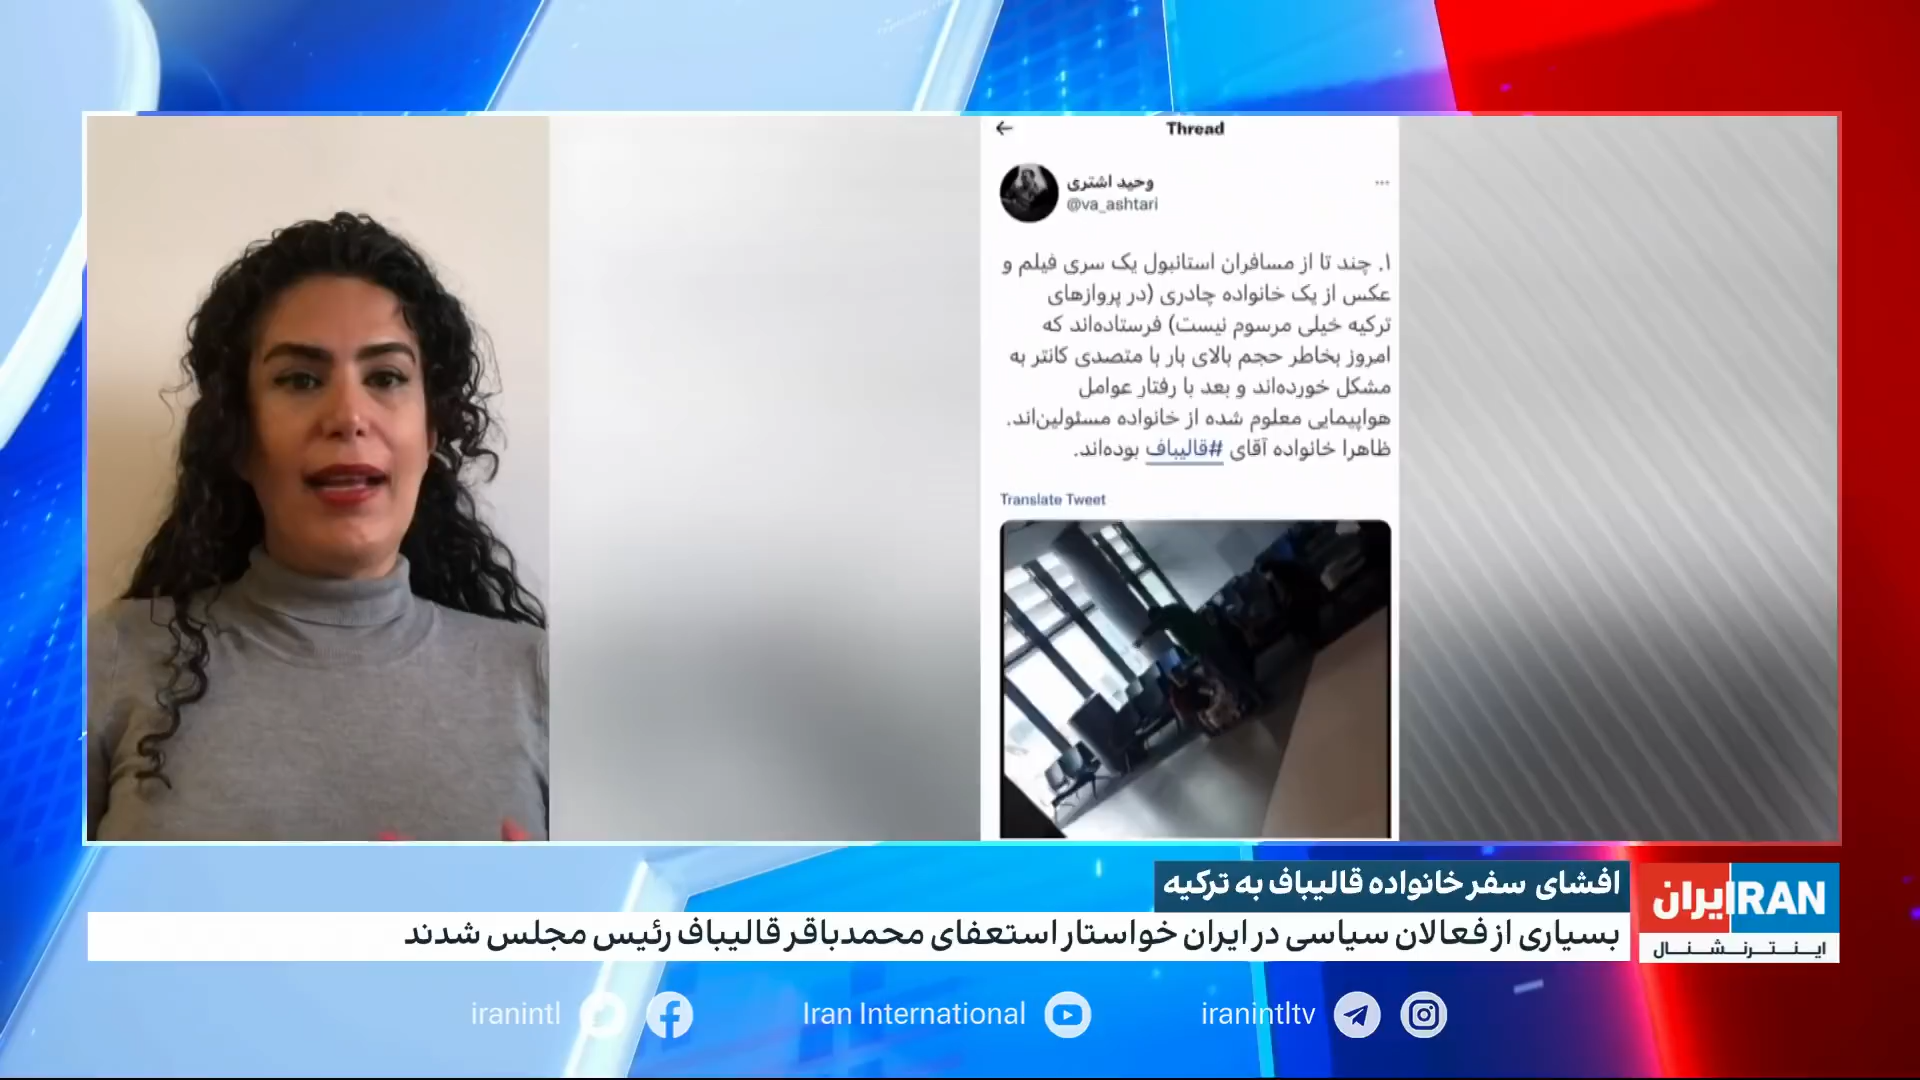 Thread
وحید اشتری
@va_ashtari
۱. چند تا از مسافران استانبول یک سری فیلم و
عکس از یک خانواده چادری (در پروازهای
ترکیه خیلی مرسوم نیست) فرستاده‌اند که
امروز بخاطر حجم بالای بار با متصدی کانتر به
مشکل خورده‌اند و بعد با رفتار عوامل
هواپیمایی معلوم شده از خانواده مسئولین‌اند.
ظاهرا خانواده آقای #قالیباف بوده‌اند.
Translate Tweet
افشای سفر خانواده قالیباف به ترکیه
بسیاری از فعالان سیاسی در ایران خواستار استعفای محمدباقر قالیباف رئیس مجلس شدند
ایران IRAN
اینترنشنال
iranintl
Iran International
iranintltv